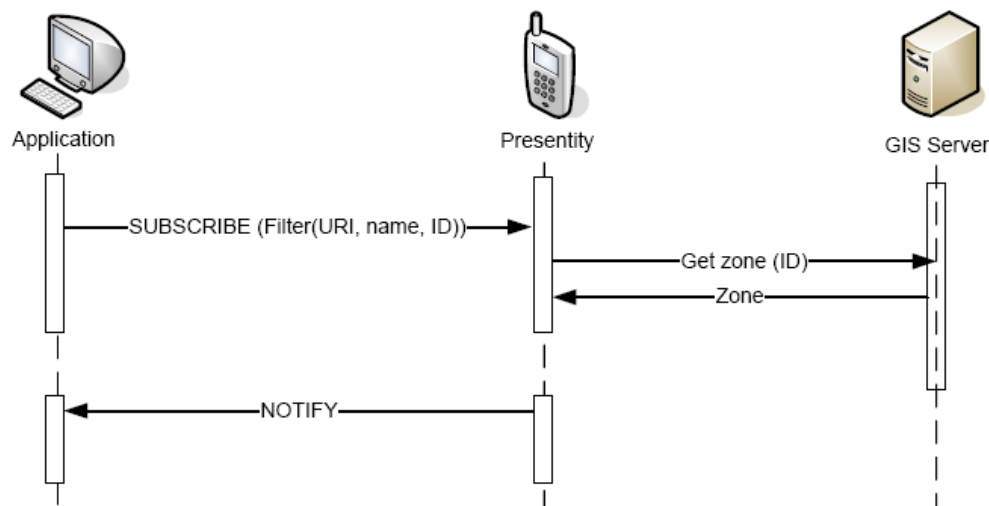 Application
Presentity
GIS Server
SUBSCRIBE (Filter(URI, name, ID))
Get zone (ID)
Zone
NOTIFY